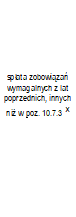 spłata zobowiązań
wymagalnych z lat
poprzednich, innych
niż w poz. 10.7.3 x